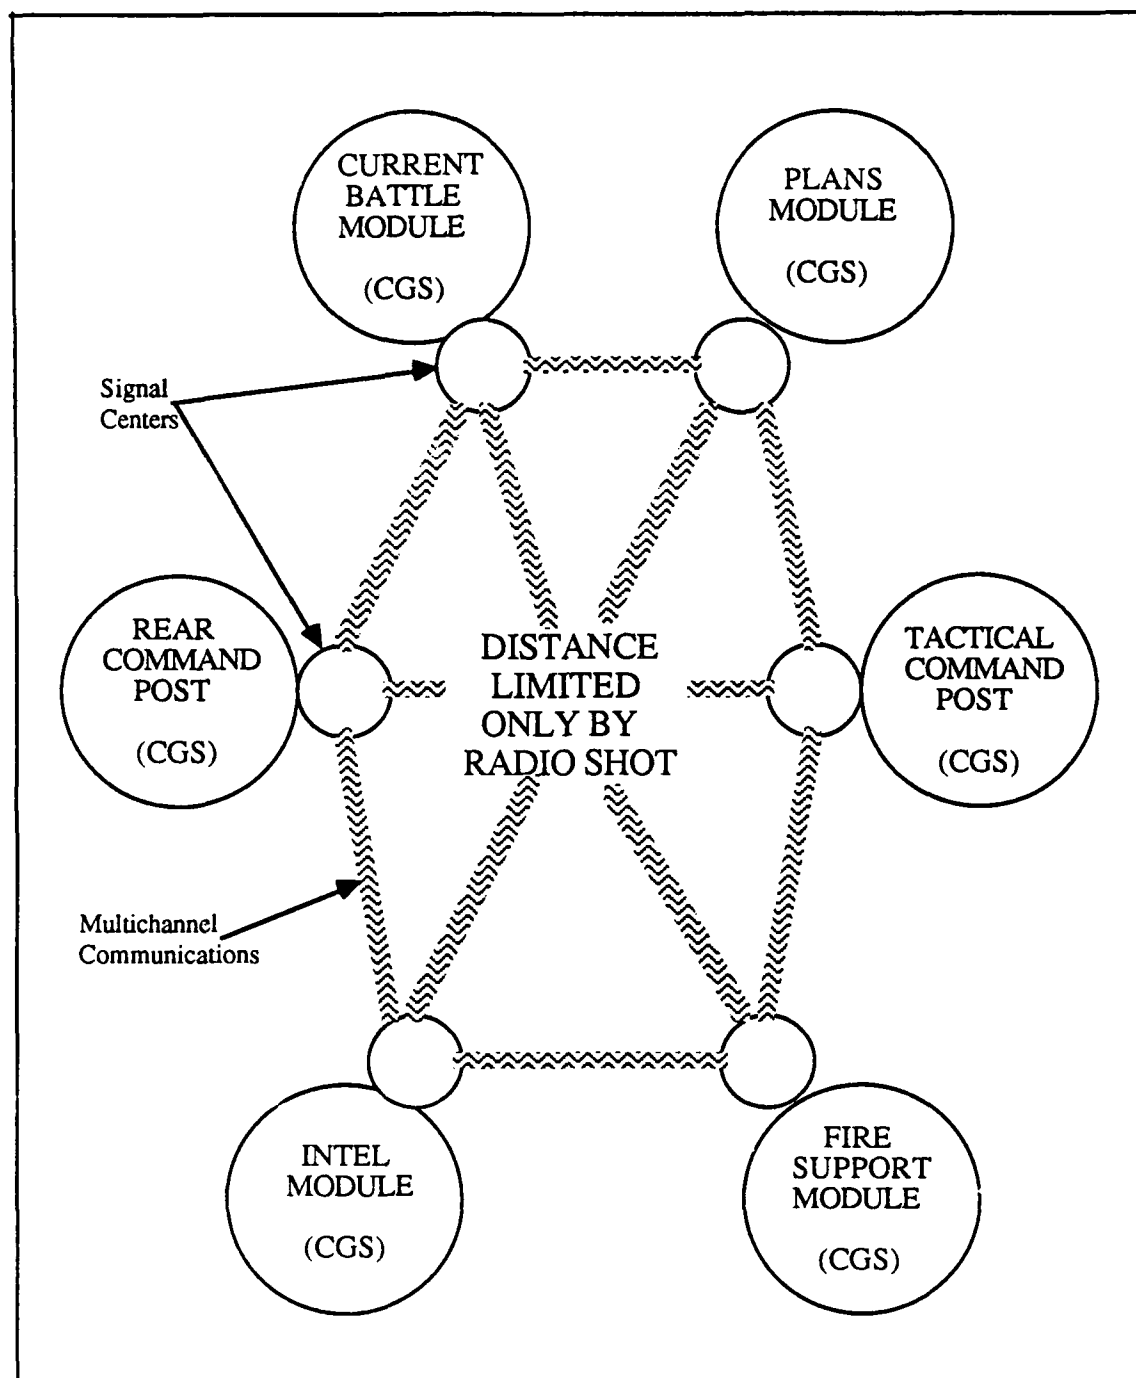 CURRENT
BATTLE
MODULE
(CGS)
PLANS
MODULE
(CGS)
Signal
Centers
REAR
COMMAND
POST
(CGS)
DISTANCE
LIMITED
ONLY BY
RADIO SHOT
TACTICAL
COMMAND
POST
(CGS)
Multichannel
Communications
INTEL
MODULE
(CGS)
FIRE
SUPPORT
MODULE
(CGS)